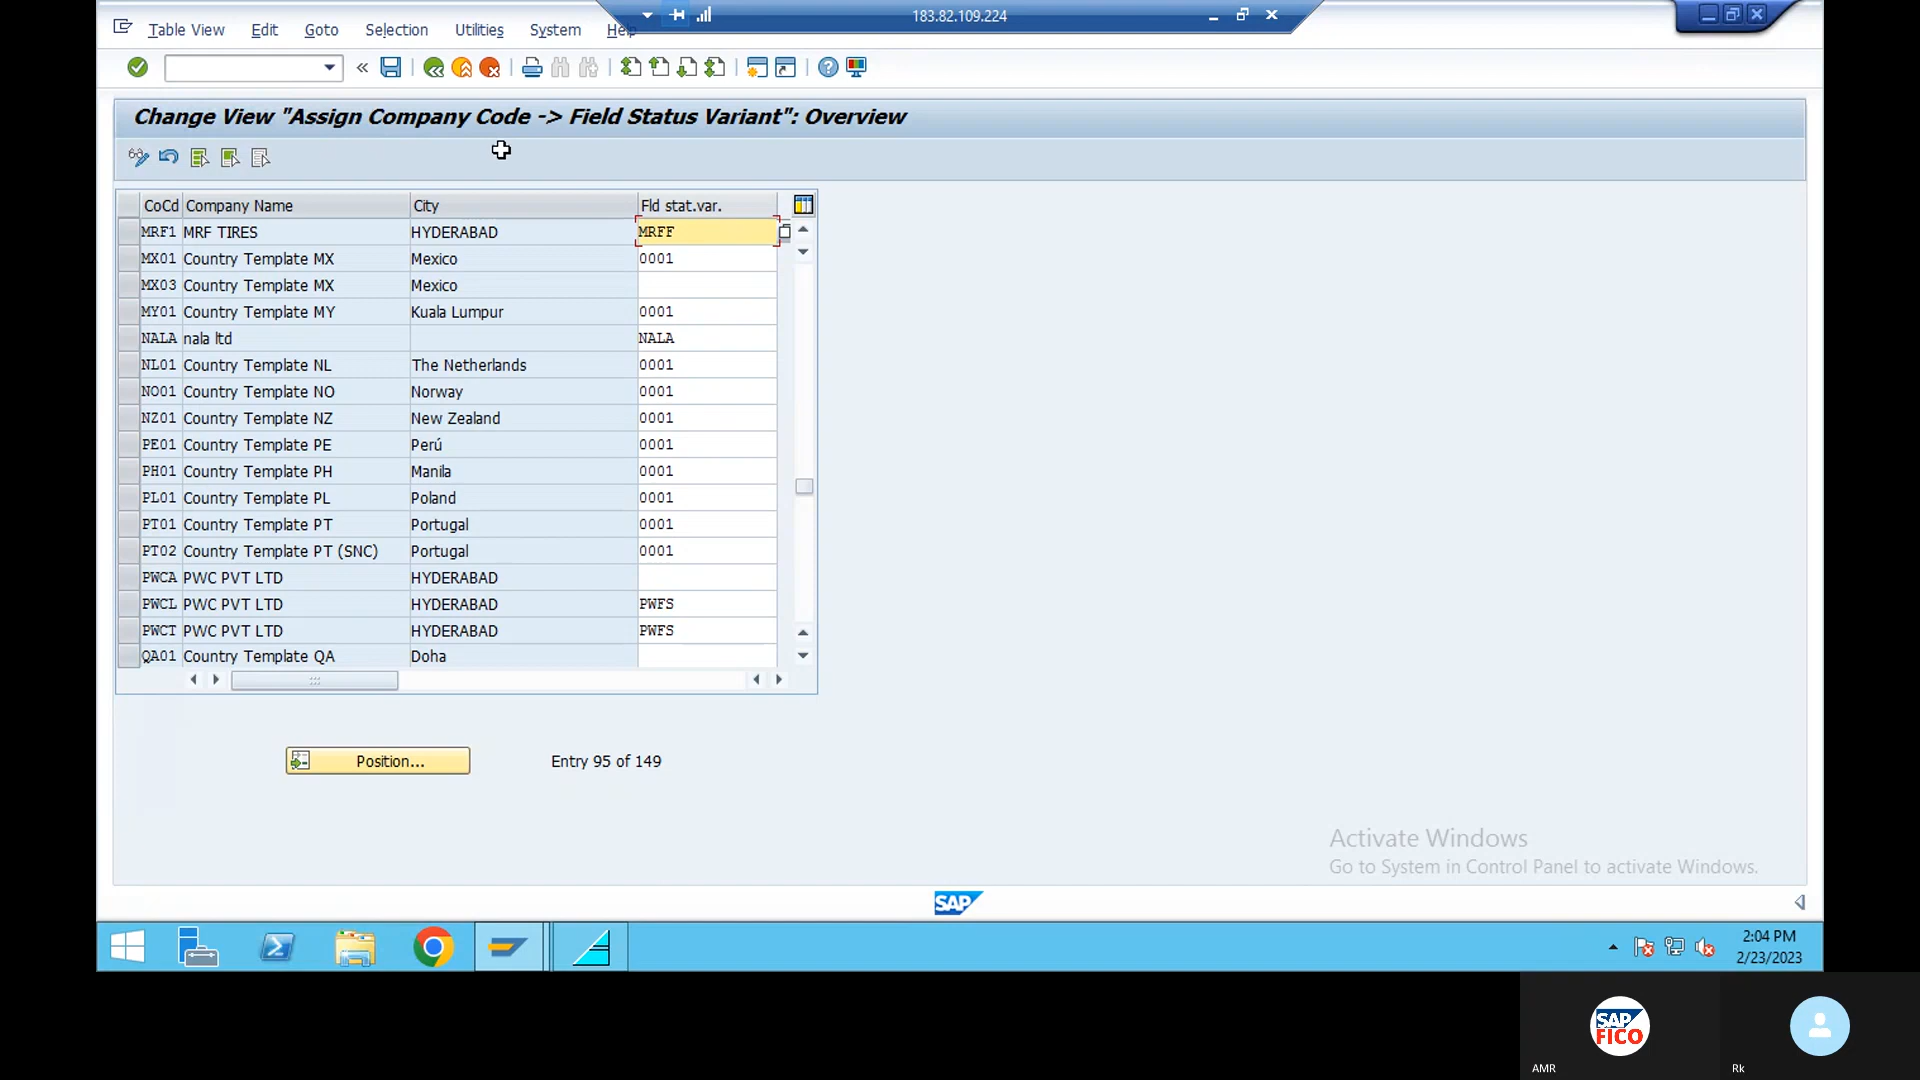 183.82.109.224
Table View Edit Goto Selection Utilities System Help
Change View "Assign Company Code -> Field Status Variant": Overview
CoCd Company Name City Fld stat.var.
MRF1 MRF TIRES HYDERABAD MRFF
MX01 Country Template MX Mexico 0001
MX03 Country Template MX Mexico
MY01 Country Template MY Kuala Lumpur 0001
NALA nala ltd NALA
NL01 Country Template NL The Netherlands 0001
NO01 Country Template NO Norway 0001
NZ01 Country Template NZ New Zealand 0001
PE01 Country Template PE Perú 0001
PH01 Country Template PH Manila 0001
PL01 Country Template PL Poland 0001
PT01 Country Template PT Portugal 0001
PT02 Country Template PT (SNC) Portugal 0001
PWCA PWC PVT LTD HYDERABAD
PWCL PWC PVT LTD HYDERABAD PWFS
PWCT PWC PVT LTD HYDERABAD PWFS
QA01 Country Template QA Doha
Position... Entry 95 of 149
Activate Windows
Go to System in Control Panel to activate Windows.
SAP
2:04 PM
2/23/2023
SAP
FICO
AMR Rk